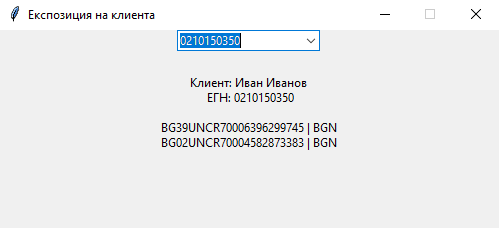 Експозиция на клиента
0210150350
Клиент: Иван Иванов
ЕГН: 0210150350
BG39UNCR70006396299745 | BGN
BG02UNCR70004582873383 | BGN